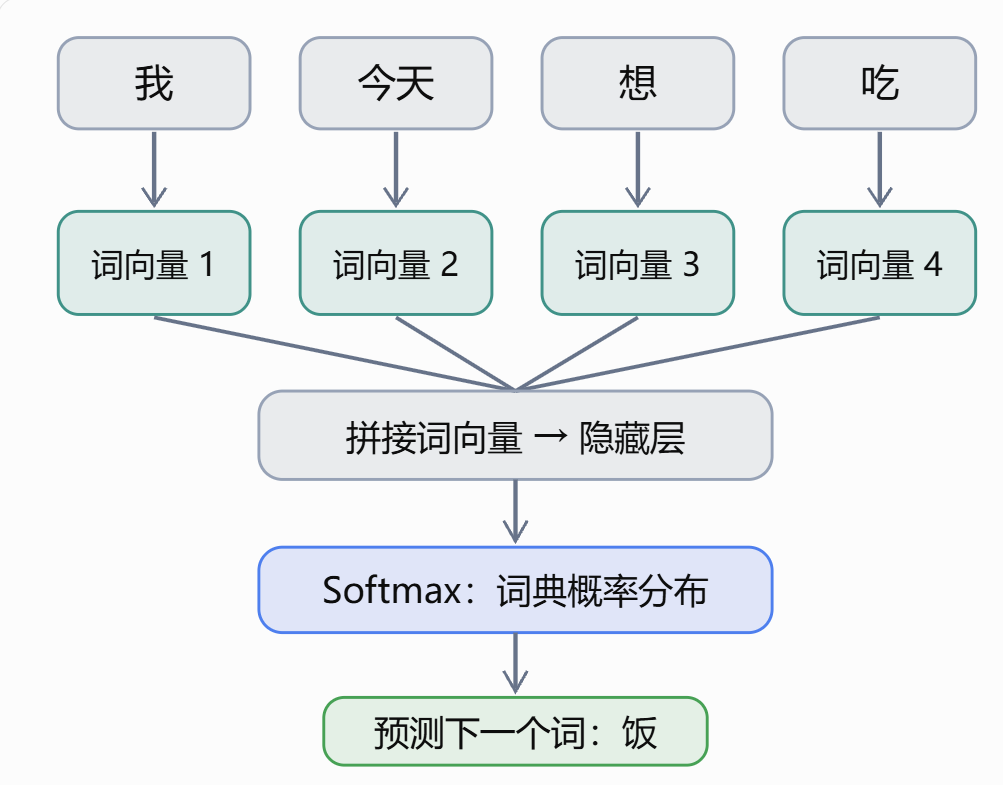 我 今天 想 吃
词向量 1 词向量 2 词向量 3 词向量 4
拼接词向量 → 隐藏层
Softmax：词典概率分布
预测下一个词：饭